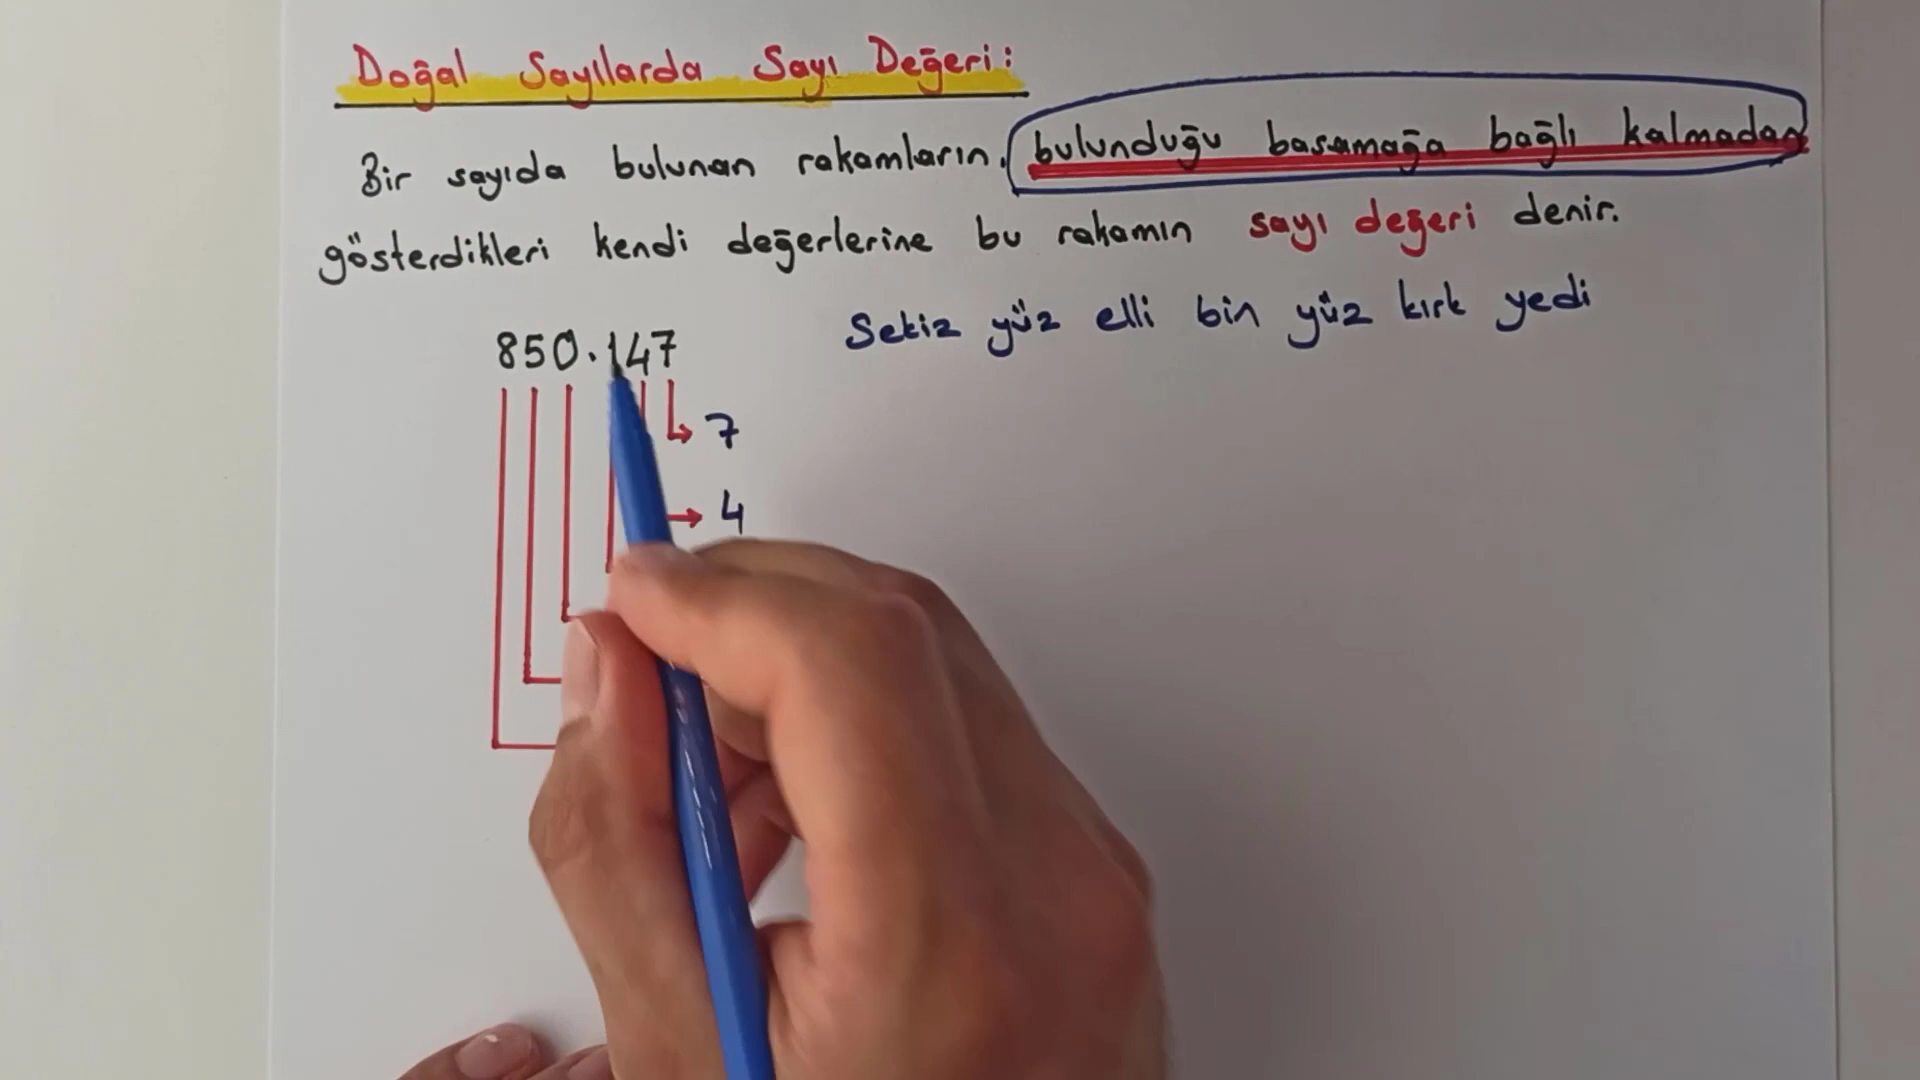 Doğal Sayılarda Sayı Değeri:
Bir sayıda bulunan rakamların, bulunduğu basamağa bağlı kalmadan
gösterdikleri kendi değerlerine bu rakamın sayı değeri denir.
Sekiz yüz elli bin yüz kırk yedi
850.147
7
4